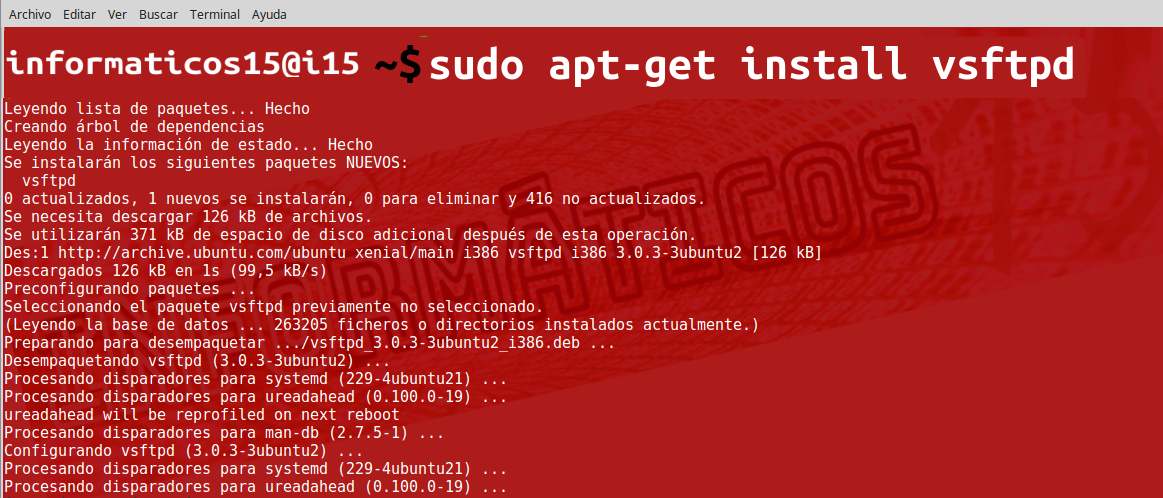 Archivo Editar Ver Buscar Terminal Ayuda
informaticos15@i15 ~$ sudo apt-get install vsftpd
Leyendo lista de paquetes... Hecho
Creando árbol de dependencias
Leyendo la información de estado... Hecho
Se instalarán los siguientes paquetes NUEVOS:
  vsftpd
0 actualizados, 1 nuevos se instalarán, 0 para eliminar y 416 no actualizados.
Se necesita descargar 126 kB de archivos.
Se utilizarán 371 kB de espacio de disco adicional después de esta operación.
Des:1 http://archive.ubuntu.com/ubuntu xenial/main i386 vsftpd i386 3.0.3-3ubuntu2 [126 kB]
Descargados 126 kB en 1s (99,5 kB/s)
Preconfigurando paquetes ...
Seleccionando el paquete vsftpd previamente no seleccionado.
(Leyendo la base de datos ... 263205 ficheros o directorios instalados actualmente.)
Preparando para desempaquetar .../vsftpd_3.0.3-3ubuntu2_i386.deb ...
Desempaquetando vsftpd (3.0.3-3ubuntu2) ...
Procesando disparadores para systemd (229-4ubuntu21) ...
Procesando disparadores para ureadahead (0.100.0-19) ...
ureadahead will be reprofiled on next reboot
Procesando disparadores para man-db (2.7.5-1) ...
Configurando vsftpd (3.0.3-3ubuntu2) ...
Procesando disparadores para systemd (229-4ubuntu21) ...
Procesando disparadores para ureadahead (0.100.0-19) ...
INFORMÁTICOS